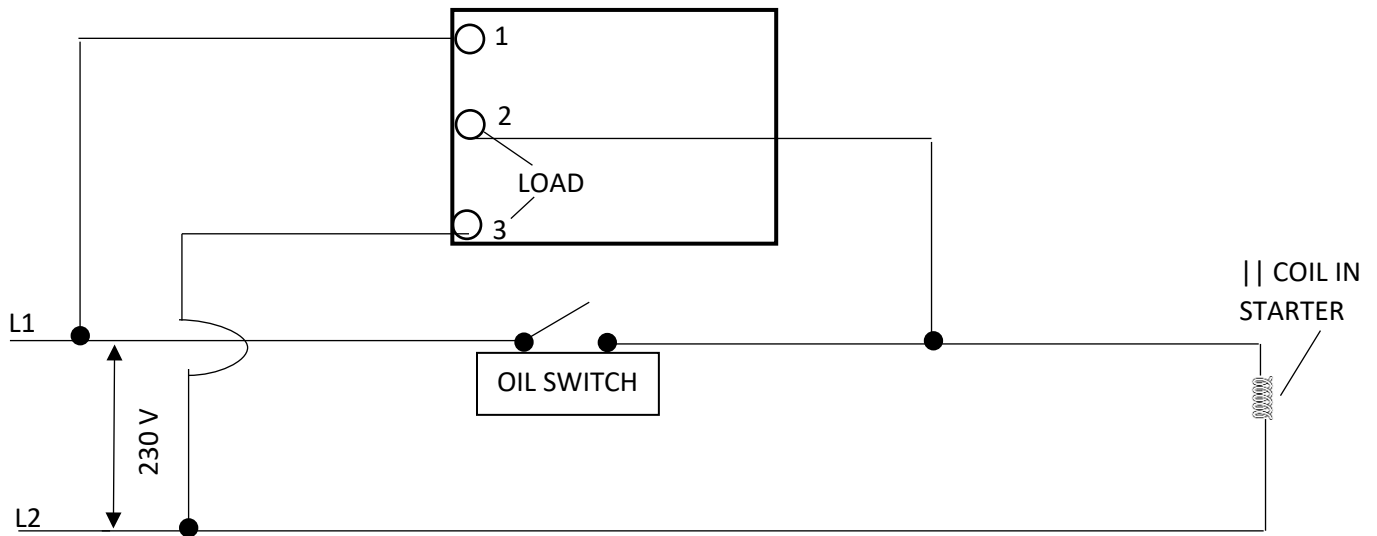 1
2
LOAD
3
|| COIL IN
STARTER
L1
OIL SWITCH
230 V
L2